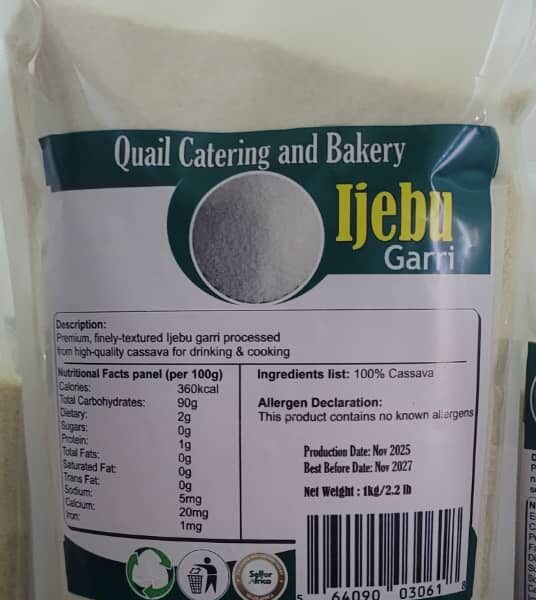 Quail Catering and Bakery
Ijebu
Garri
Description:
Premium, finely-textured Ijebu garri processed
from high-quality cassava for drinking & cooking
Nutritional Facts panel (per 100g)
Calories: 360kcal
Total Carbohydrates: 90g
Dietary: 2g
Sugars: 0g
Protein: 1g
Total Fats: 0g
Saturated Fat: 0g
Trans Fat: 0g
Sodium: 5mg
Calcium: 20mg
Iron: 1mg
Ingredients list: 100% Cassava
Allergen Declaration:
This product contains no known allergens
Production Date: Nov 2025
Best Before Date: Nov 2027
Net Weight : 1kg/2.2 lb
Sellar
Africa
5 64090 03061 8